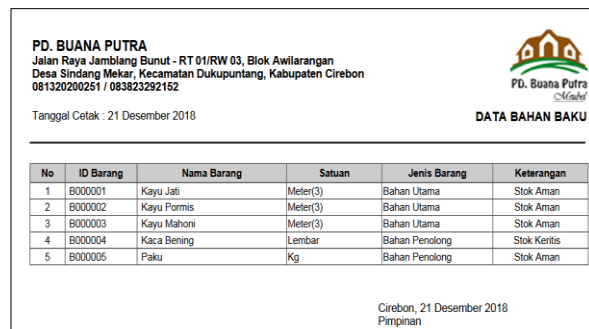 PD. BUANA PUTRA
Jalan Raya Jamblang Bunut - RT 01/RW 03, Blok Awilarangan
Desa Sindang Mekar, Kecamatan Dukupuntang, Kabupaten Cirebon
081320200251 / 083823292152
PD. Buana Putra
Meubel
Tanggal Cetak : 21 Desember 2018
DATA BAHAN BAKU
No ID Barang Nama Barang Satuan Jenis Barang Keterangan
1 B000001 Kayu Jati Meter(3) Bahan Utama Stok Aman
2 B000002 Kayu Pormis Meter(3) Bahan Utama Stok Aman
3 B000003 Kayu Mahoni Meter(3) Bahan Utama Stok Aman
4 B000004 Kaca Bening Lembar Bahan Penolong Stok Keritis
5 B000005 Paku Kg Bahan Penolong Stok Aman
Cirebon, 21 Desember 2018
Pimpinan